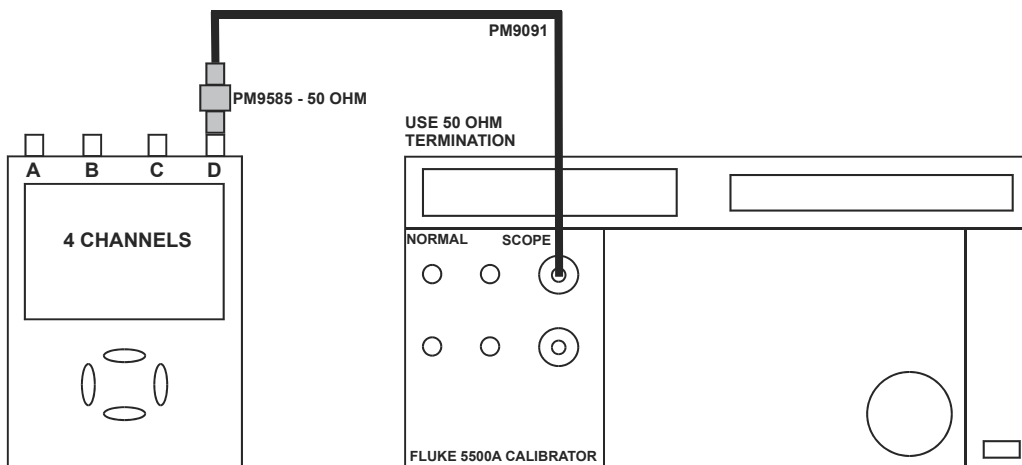 PM9091
PM9585 - 50 OHM
USE 50 OHM
TERMINATION
A B C D
4 CHANNELS
NORMAL SCOPE
FLUKE 5500A CALIBRATOR